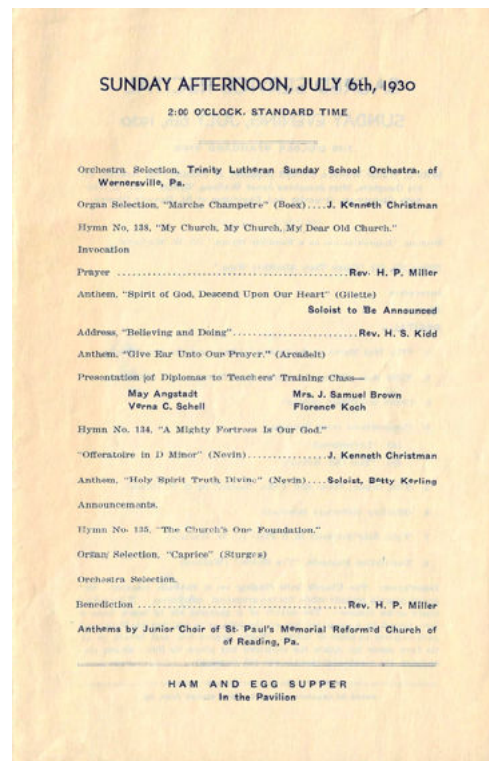 SUNDAY AFTERNOON, JULY 6th, 1930
2:00 O'CLOCK. STANDARD TIME
Orchestra Selection, Trinity Lutheran Sunday School Orchestra. of
Wernersville, Pa.
Organ Selection, "Marche Champetre" (Boex)....J. Kenneth Christman
Hymn No, 138, "My Church, My Church, My Dear Old Church."
Invocation
Prayer ................................Rev. H. P. Miller
Anthem, "Spirit of God, Descend Upon Our Heart" (Gilette)
Soloist to Be Announced
Address, "Believing and Doing"......................Rev. H. S. Kidd
Anthem, "Give Ear Unto Our Prayer." (Arcadelt)
Presentation of Diplomas to Teachers' Training Class—
May Angstadt Mrs. J. Samuel Brown
Verna C. Schell Florence Koch
Hymn No. 134, "A Mighty Fortress Is Our God."
"Offeratoire in D Minor" (Nevin)..................J. Kenneth Christman
Anthem, "Holy Spirit Truth Divine" (Nevin)....Soloist, Betty Kerling
Announcements.
Hymn No. 135, "The Church's One Foundation."
Organ Selection, "Caprice" (Sturges)
Orchestra Selection.
Benediction ................................Rev. H. P. Miller
Anthems by Junior Choir of St. Paul's Memorial Reformed Church of
of Reading, Pa.
HAM AND EGG SUPPER
In the Pavilion